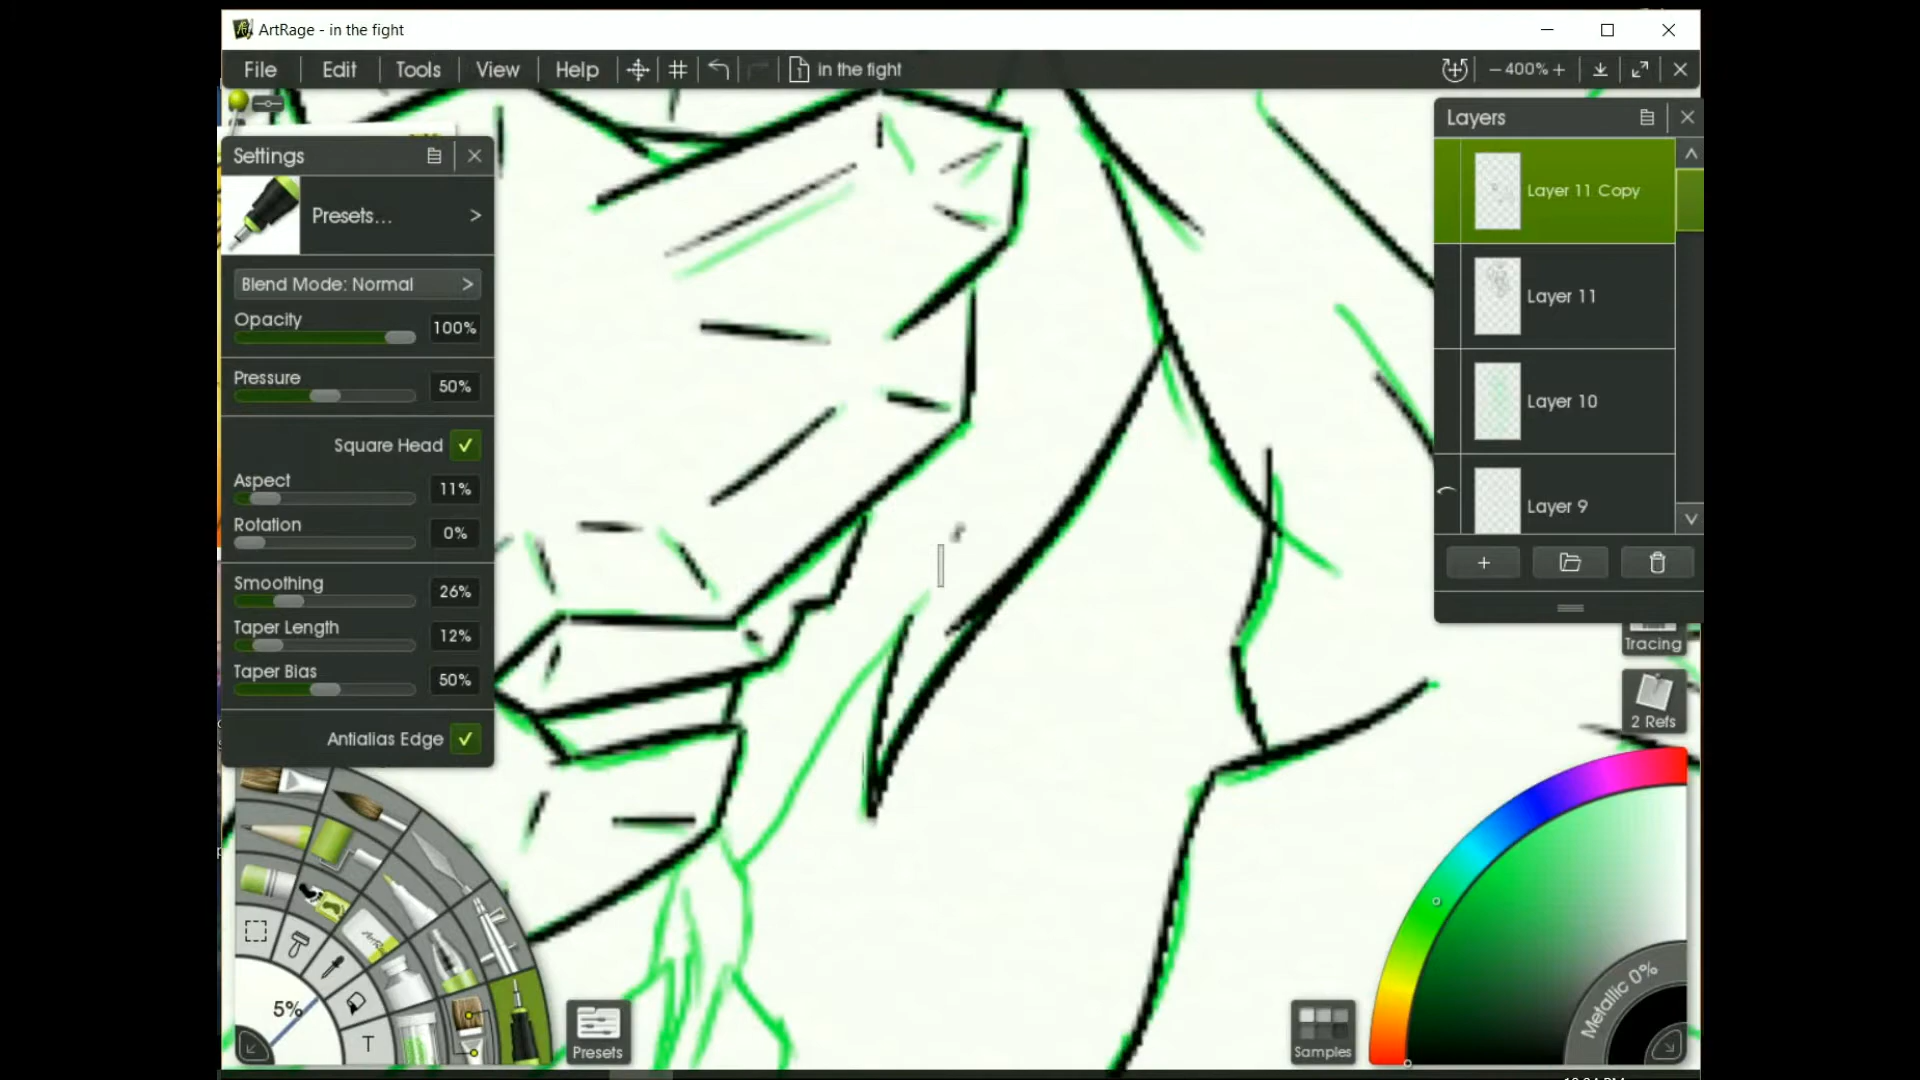 ArtRage - in the fight
File Edit Tools View Help in the fight −400%+
Settings
Presets... >
Blend Mode: Normal >
Opacity
100%
Pressure
50%
Square Head
Aspect
11%
Rotation
0%
Smoothing
26%
Taper Length
12%
Taper Bias
50%
Antialias Edge
Layers
Layer 11 Copy
Layer 11
Layer 10
Layer 9
+
Tracing
2 Refs
5%
T
Presets
Samples
Metallic 0%